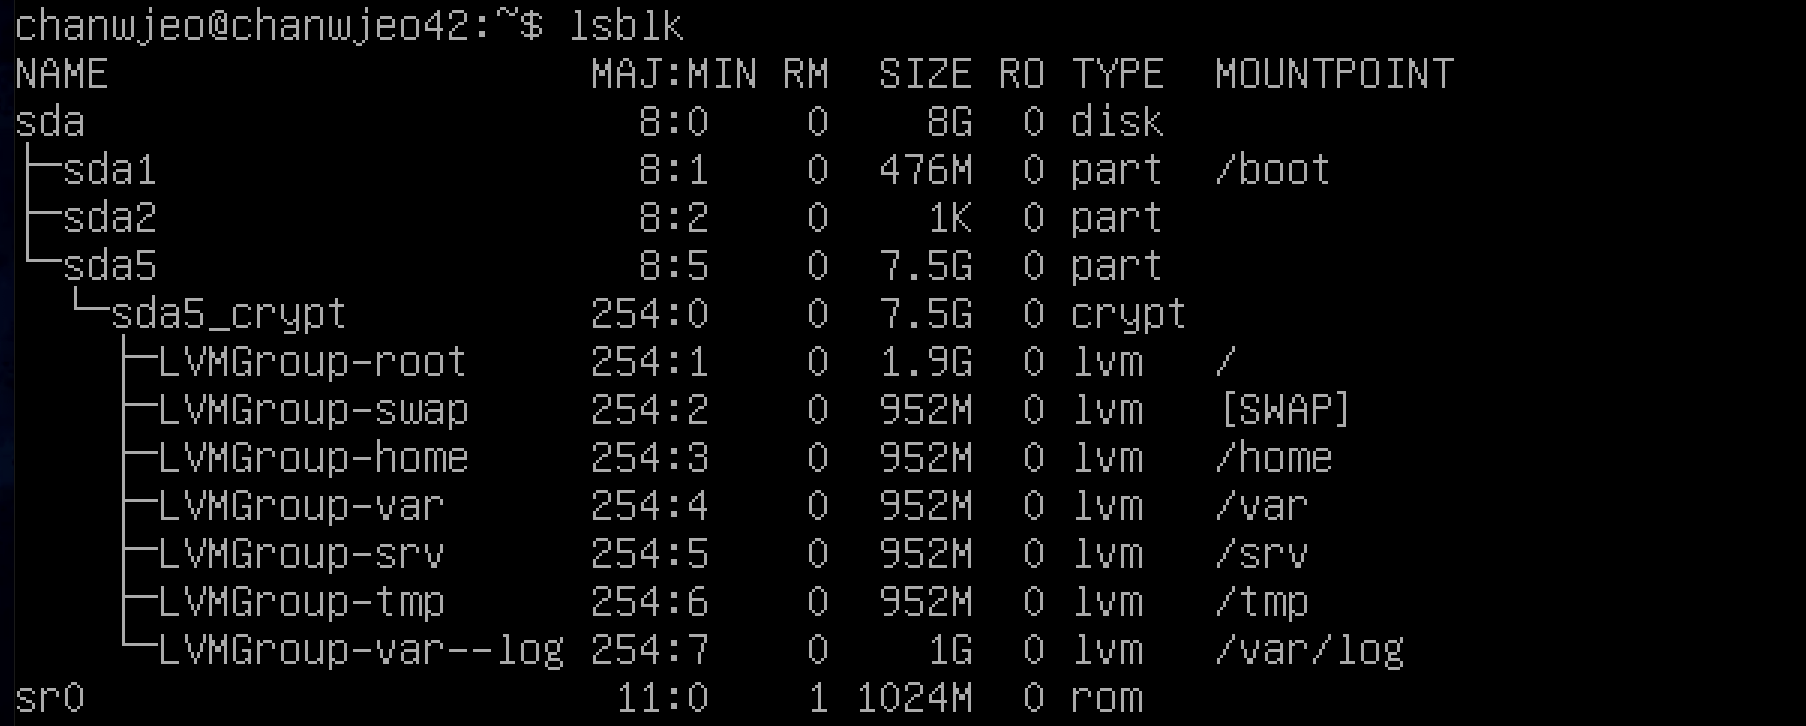 chanwjeo@chanwjeo42:~$ lsblk
NAME                    MAJ:MIN RM  SIZE RO TYPE  MOUNTPOINT
sda                       8:0    0    8G  0 disk
├─sda1                    8:1    0  476M  0 part  /boot
├─sda2                    8:2    0    1K  0 part
└─sda5                    8:5    0  7.5G  0 part
  └─sda5_crypt          254:0    0  7.5G  0 crypt
    ├─LVMGroup-root     254:1    0  1.9G  0 lvm   /
    ├─LVMGroup-swap     254:2    0  952M  0 lvm   [SWAP]
    ├─LVMGroup-home     254:3    0  952M  0 lvm   /home
    ├─LVMGroup-var      254:4    0  952M  0 lvm   /var
    ├─LVMGroup-srv      254:5    0  952M  0 lvm   /srv
    ├─LVMGroup-tmp      254:6    0  952M  0 lvm   /tmp
    └─LVMGroup-var--log 254:7    0    1G  0 lvm   /var/log
sr0                      11:0    1 1024M  0 rom